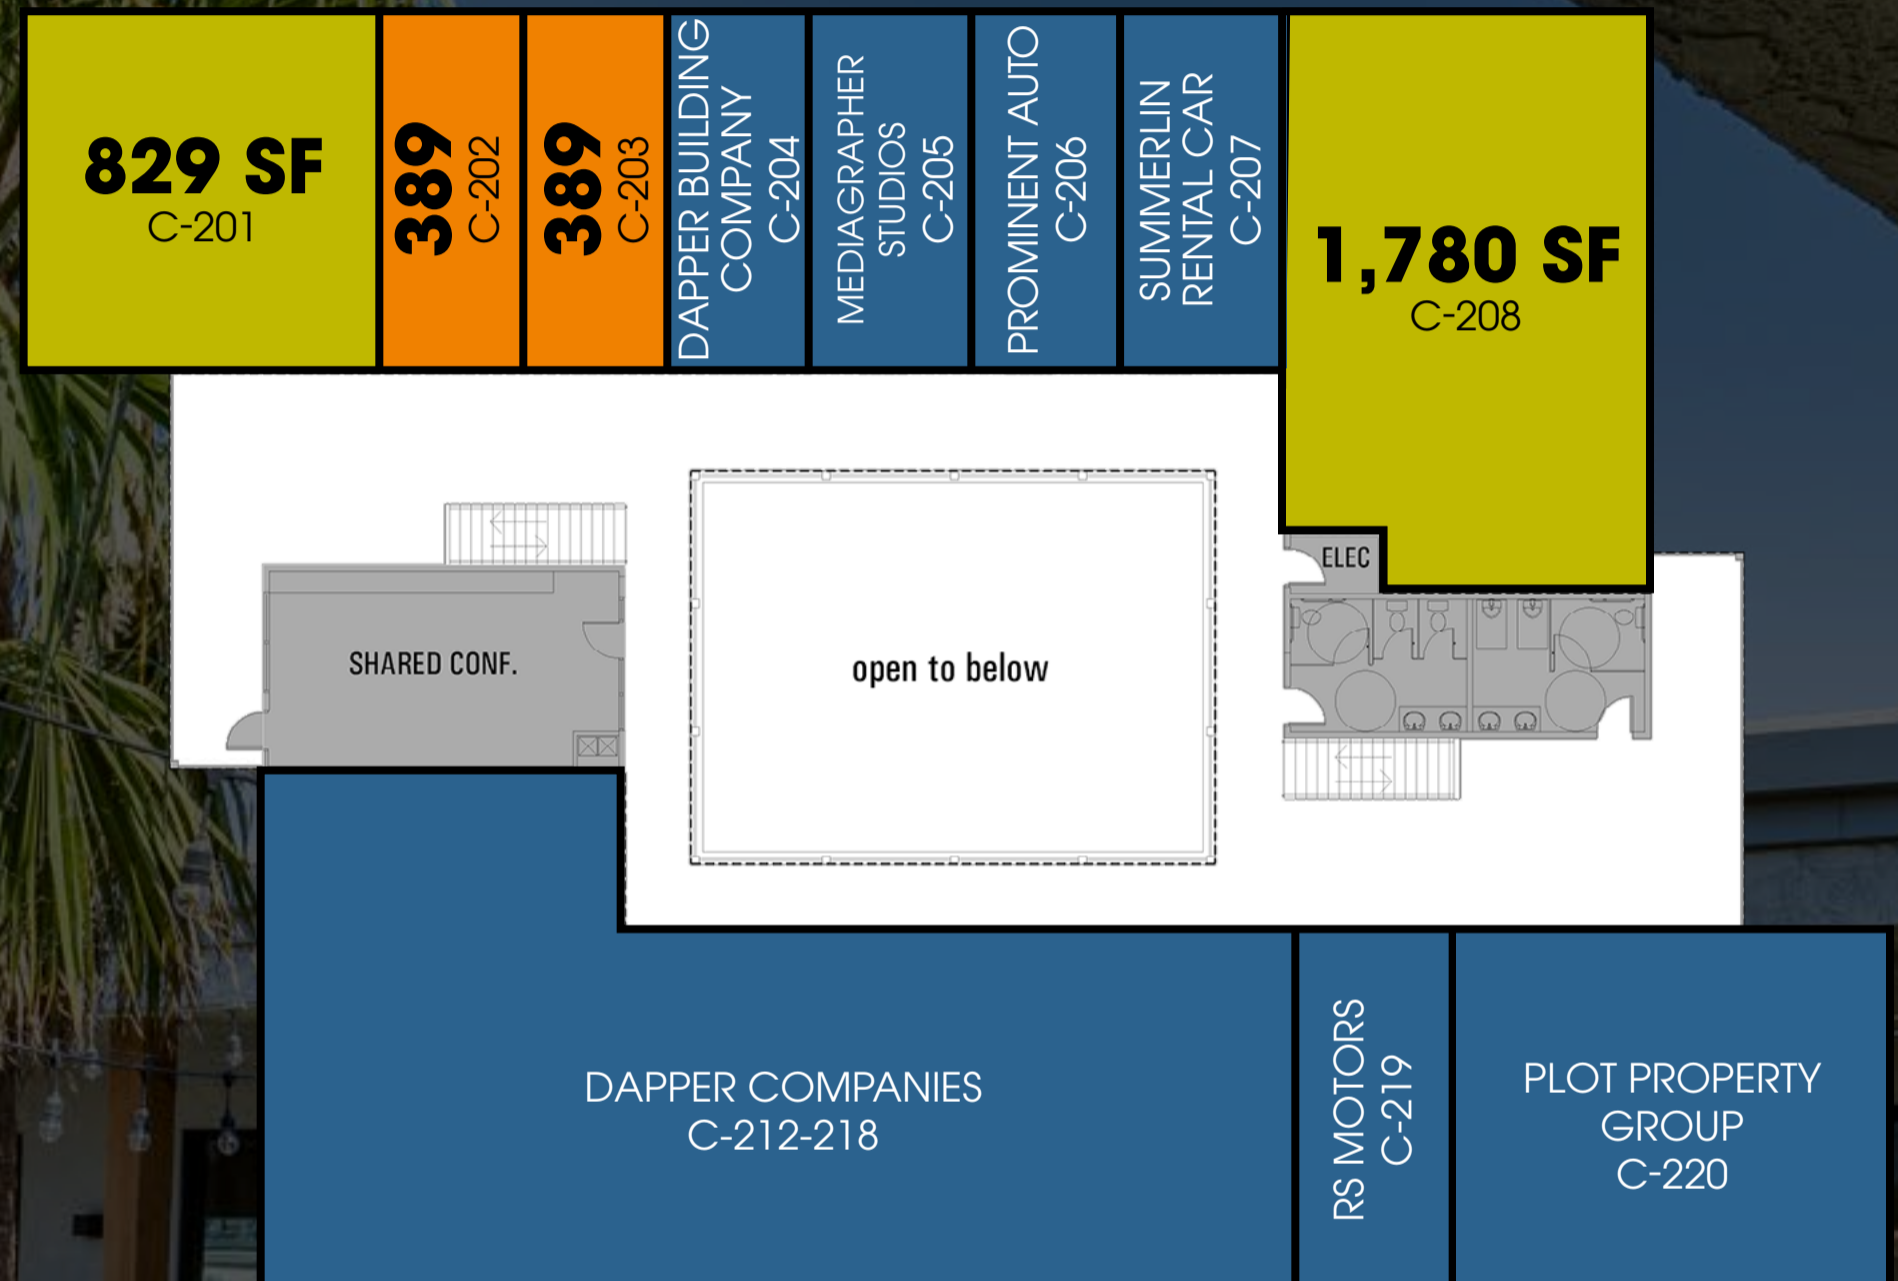 829 SF
C-201
389
C-202
389
C-203
DAPPER BUILDING
COMPANY
C-204
MEDIAGRAPHER
STUDIOS
C-205
PROMINENT AUTO
C-206
SUMMERLIN
RENTAL CAR
C-207
1,780 SF
C-208
ELEC
SHARED CONF.
open to below
DAPPER COMPANIES
C-212-218
RS MOTORS
C-219
PLOT PROPERTY
GROUP
C-220